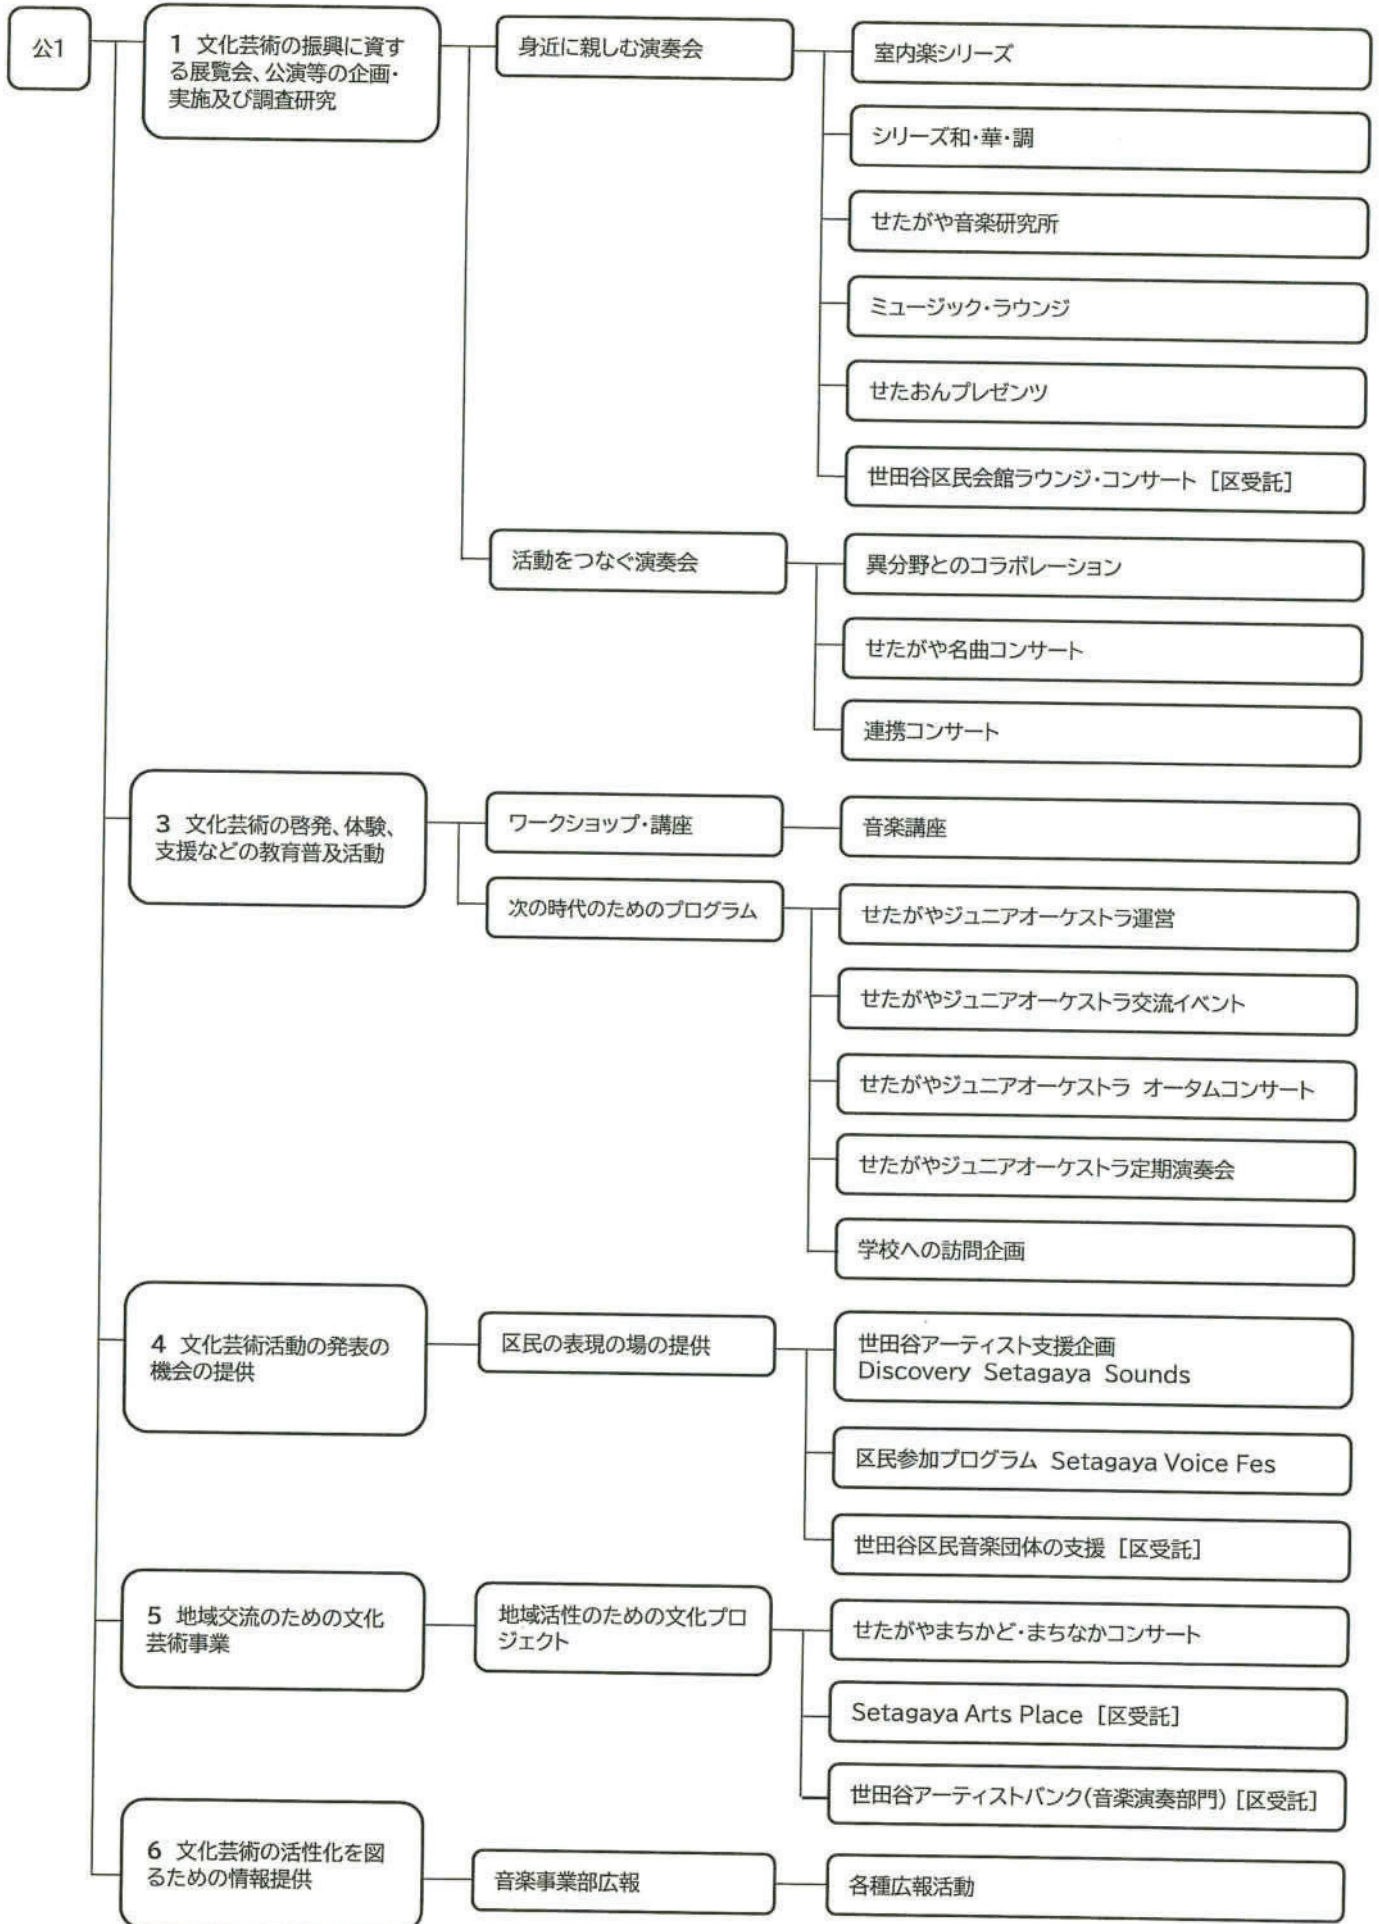 公1
1 文化芸術の振興に資す
る展覧会、公演等の企画・
実施及び調査研究
身近に親しむ演奏会
室内楽シリーズ
シリーズ和・華・調
せたがや音楽研究所
ミュージック・ラウンジ
せたおんプレゼンツ
世田谷区民会館ラウンジ・コンサート [区受託]
活動をつなぐ演奏会
異分野とのコラボレーション
せたがや名曲コンサート
連携コンサート
3 文化芸術の啓発、体験、
支援などの教育普及活動
ワークショップ・講座
音楽講座
次の時代のためのプログラム
せたがやジュニアオーケストラ運営
せたがやジュニアオーケストラ交流イベント
せたがやジュニアオーケストラ オータムコンサート
せたがやジュニアオーケストラ定期演奏会
学校への訪問企画
4 文化芸術活動の発表の
機会の提供
区民の表現の場の提供
世田谷アーティスト支援企画
Discovery Setagaya Sounds
区民参加プログラム Setagaya Voice Fes
世田谷区民音楽団体の支援 [区受託]
5 地域交流のための文化
芸術事業
地域活性のための文化プロ
ジェクト
せたがやまちかど・まちなかコンサート
Setagaya Arts Place [区受託]
世田谷アーティストバンク(音楽演奏部門) [区受託]
6 文化芸術の活性化を図
るための情報提供
音楽事業部広報
各種広報活動